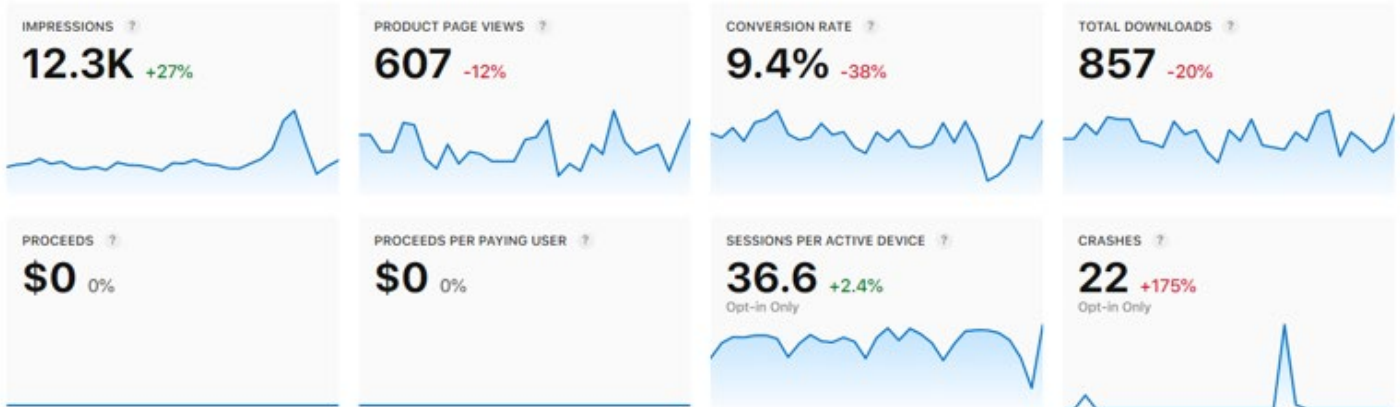 IMPRESSIONS ?
12.3K +27%
PRODUCT PAGE VIEWS ?
607 -12%
CONVERSION RATE ?
9.4% -38%
TOTAL DOWNLOADS ?
857 -20%
PROCEEDS ?
$0 0%
PROCEEDS PER PAYING USER ?
$0 0%
SESSIONS PER ACTIVE DEVICE ?
36.6 +2.4%
Opt-in Only
CRASHES ?
22 +175%
Opt-in Only